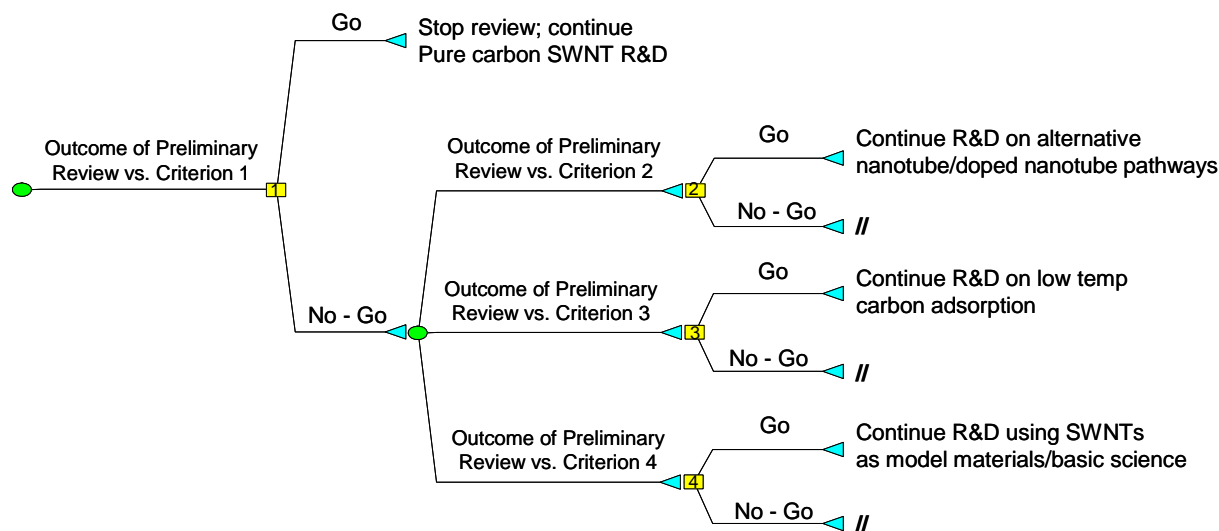 Go
Stop review; continue
Pure carbon SWNT R&D
Outcome of Preliminary
Review vs. Criterion 1
1
No - Go
Outcome of Preliminary
Review vs. Criterion 2
2
Go
Continue R&D on alternative
nanotube/doped nanotube pathways
No - Go
//
Outcome of Preliminary
Review vs. Criterion 3
3
Go
Continue R&D on low temp
carbon adsorption
No - Go
//
Outcome of Preliminary
Review vs. Criterion 4
4
Go
Continue R&D using SWNTs
as model materials/basic science
No - Go
//